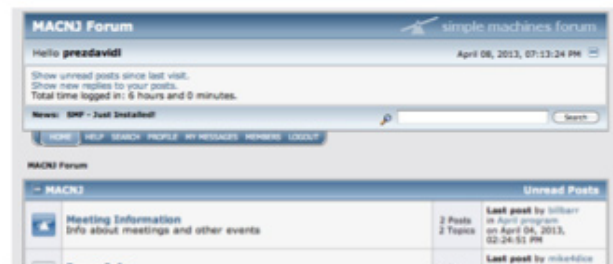 MACNJ Forum
simple machines forum
Hello prezdavidl
April 08, 2013, 07:13:24 PM
Show unread posts since last visit.
Show new replies to your posts.
Total time logged in: 6 hours and 0 minutes.
News: SMF - Just Installed!
Search
HOME HELP SEARCH PROFILE MY MESSAGES MEMBERS LOGOUT
MACNJ Forum
MACNJ
Unread Posts
Meeting Information
Info about meetings and other events
2 Posts
2 Topics
Last post by billbarr
in April program
on April 04, 2013,
02:24:51 PM
Last post by mike4dice